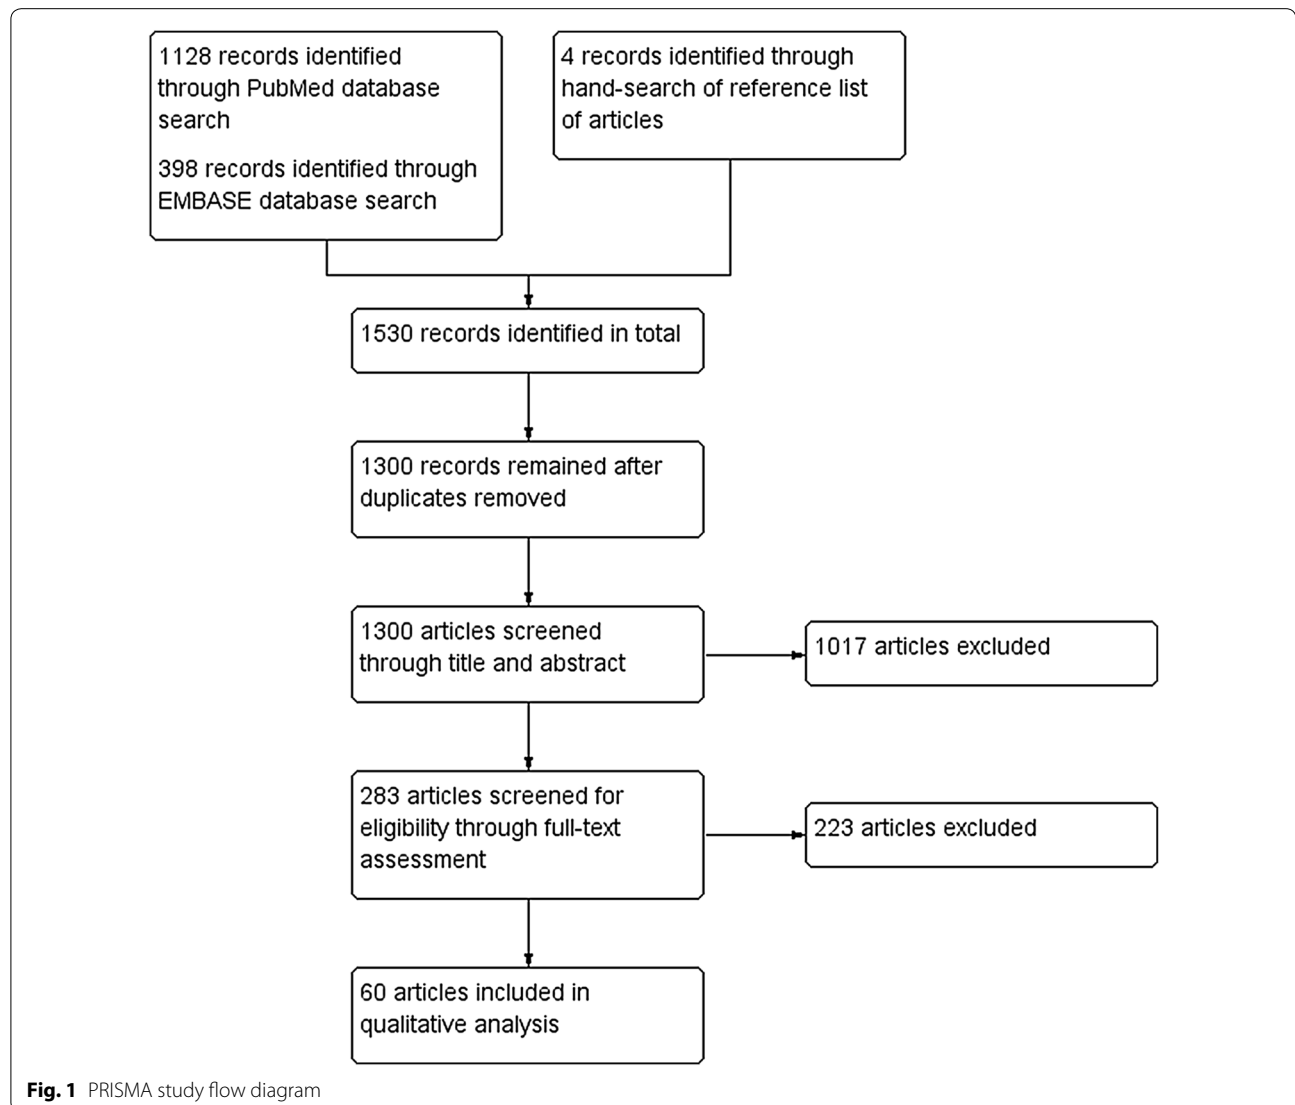 1128 records identified
through PubMed database
search
398 records identified through
EMBASE database search
4 records identified through
hand-search of reference list
of articles
1530 records identified in total
1300 records remained after
duplicates removed
1300 articles screened
through title and abstract
1017 articles excluded
283 articles screened for
eligibility through full-text
assessment
223 articles excluded
60 articles included in
qualitative analysis
Fig. 1 PRISMA study flow diagram